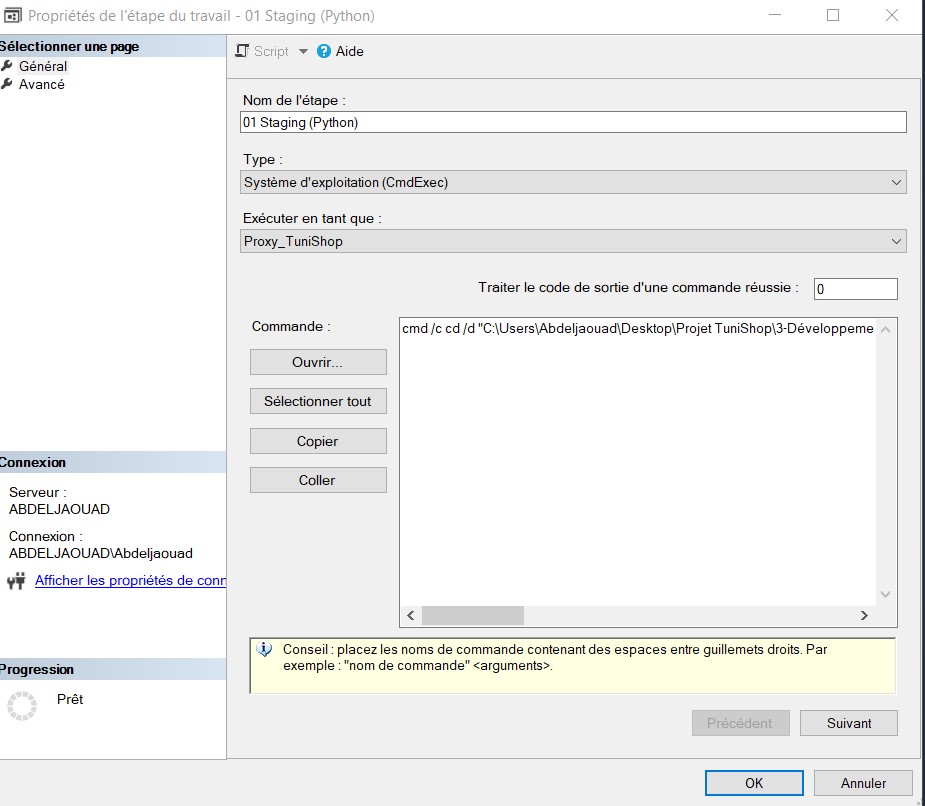 Propriétés de l'étape du travail - 01 Staging (Python)
Sélectionner une page
Général
Avancé
Script
Aide
Nom de l'étape :
01 Staging (Python)
Type :
Système d'exploitation (CmdExec)
Exécuter en tant que :
Proxy_TuniShop
Traiter le code de sortie d'une commande réussie :
0
Commande :
cmd /c cd /d "C:\Users\Abdeljaouad\Desktop\Projet TuniShop\3-Développeme
Ouvrir...
Sélectionner tout
Copier
Coller
Connexion
Serveur :
ABDELJAOUAD
Connexion :
ABDELJAOUAD\Abdeljaouad
Afficher les propriétés de conn
Conseil : placez les noms de commande contenant des espaces entre guillemets droits. Par
exemple : "nom de commande" <arguments>.
Progression
Prêt
Précédent
Suivant
OK
Annuler